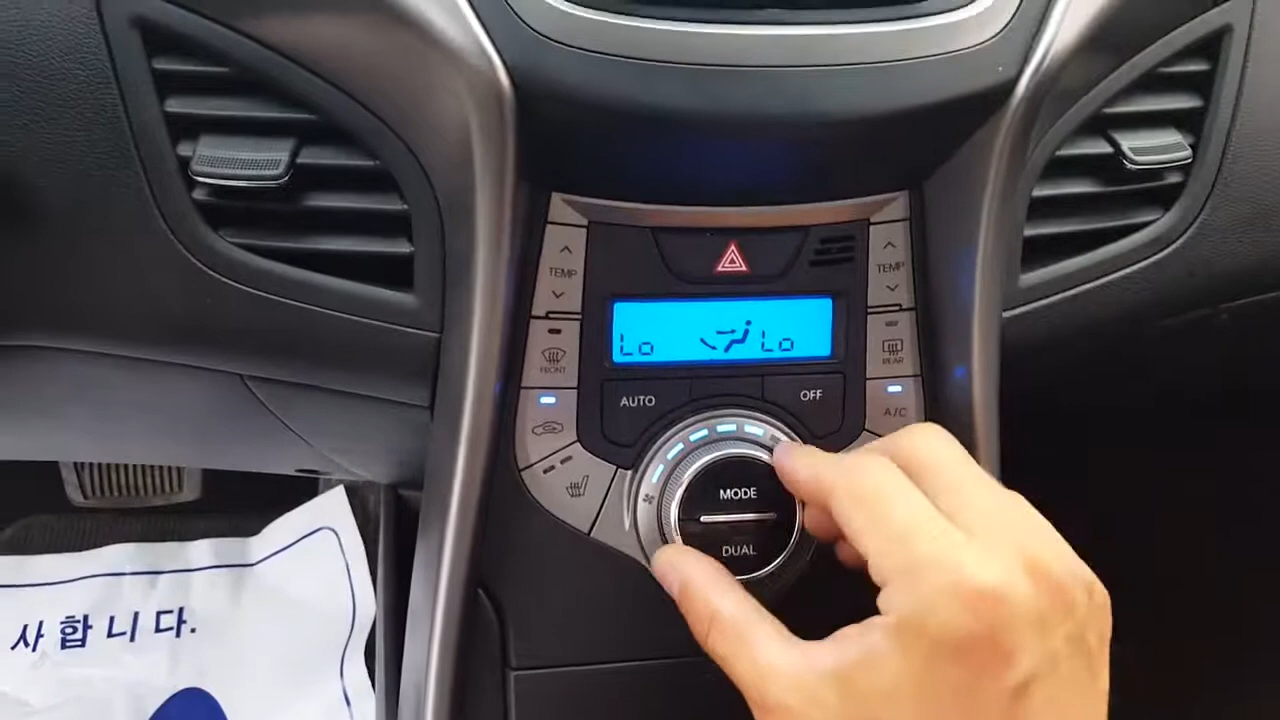 TEMP
TEMP
Lo Lo
FRONT
REAR
AUTO
OFF
A/C
MODE
DUAL
사합니다.